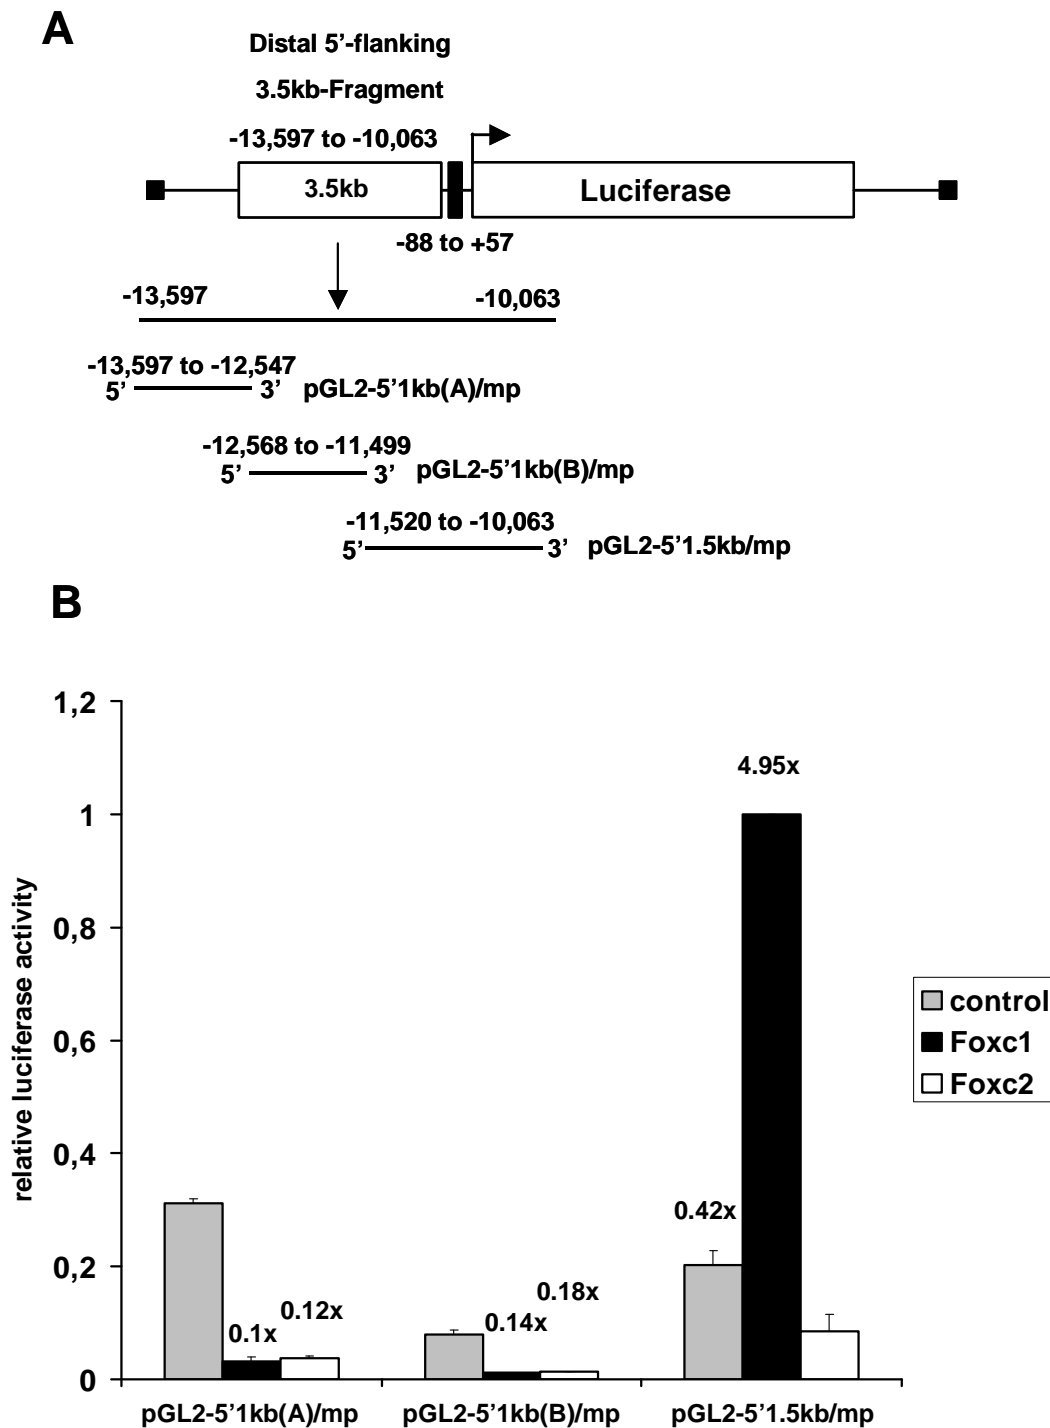 A
Distal 5’-flanking
3.5kb-Fragment
-13,597 to -10,063
3.5kb
Luciferase
-88 to +57
-13,597
-10,063
-13,597 to -12,547
5’ 3’ pGL2-5’1kb(A)/mp
-12,568 to -11,499
5’ 3’ pGL2-5’1kb(B)/mp
-11,520 to -10,063
5’ 3’ pGL2-5’1.5kb/mp
B
relative luciferase activity
1,2
1
0,8
0,6
0,4
0,2
0
0.1x
0.12x
0.14x
0.18x
0.42x
4.95x
control
Foxc1
Foxc2
pGL2-5’1kb(A)/mp
pGL2-5’1kb(B)/mp
pGL2-5’1.5kb/mp